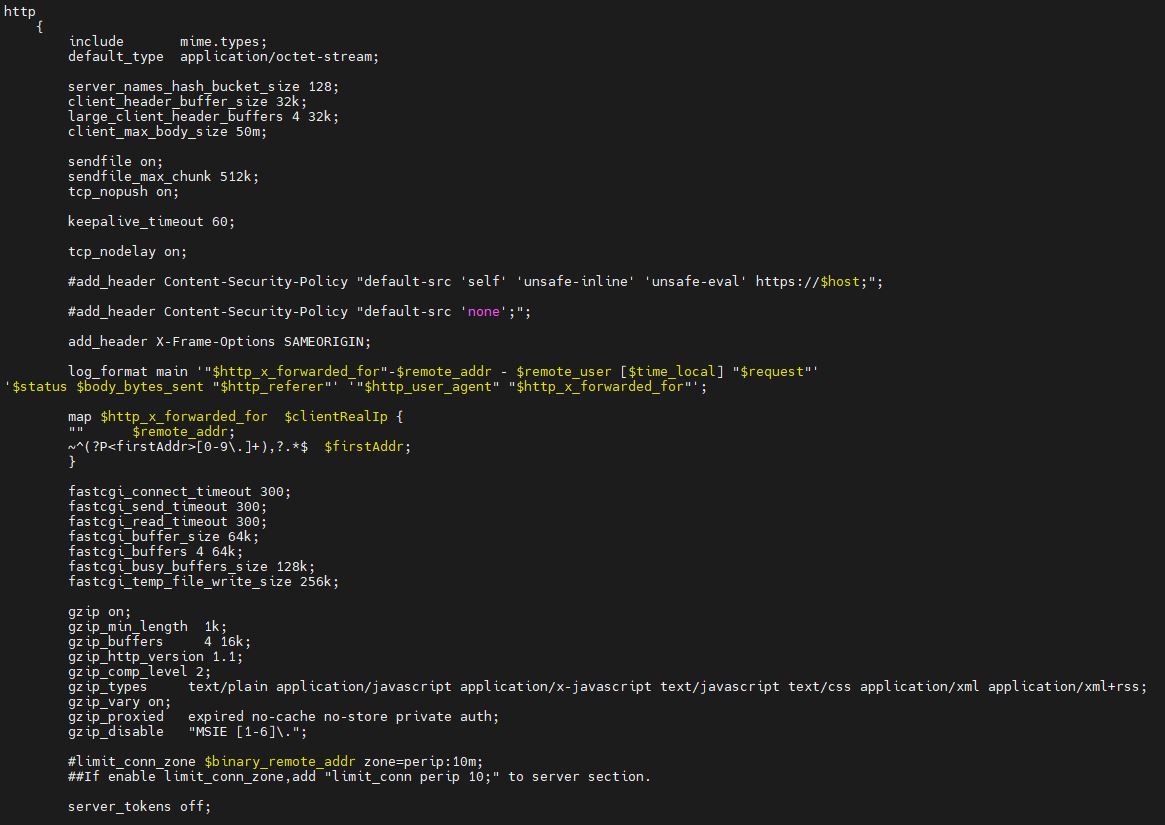 http
{
include mime.types;
default_type application/octet-stream;
server_names_hash_bucket_size 128;
client_header_buffer_size 32k;
large_client_header_buffers 4 32k;
client_max_body_size 50m;
sendfile on;
sendfile_max_chunk 512k;
tcp_nopush on;
keepalive_timeout 60;
tcp_nodelay on;
#add_header Content-Security-Policy "default-src 'self' 'unsafe-inline' 'unsafe-eval' https://$host;";
#add_header Content-Security-Policy "default-src 'none';";
add_header X-Frame-Options SAMEORIGIN;
log_format main '"$http_x_forwarded_for"-$remote_addr - $remote_user [$time_local] "$request"'
'$status $body_bytes_sent "$http_referer"' '"$http_user_agent" "$http_x_forwarded_for"';
map $http_x_forwarded_for $clientRealIp {
"" $remote_addr;
~^(?P<firstAddr>[0-9\.]+),?.*$ $firstAddr;
}
fastcgi_connect_timeout 300;
fastcgi_send_timeout 300;
fastcgi_read_timeout 300;
fastcgi_buffer_size 64k;
fastcgi_buffers 4 64k;
fastcgi_busy_buffers_size 128k;
fastcgi_temp_file_write_size 256k;
gzip on;
gzip_min_length 1k;
gzip_buffers 4 16k;
gzip_http_version 1.1;
gzip_comp_level 2;
gzip_types text/plain application/javascript application/x-javascript text/javascript text/css application/xml application/xml+rss;
gzip_vary on;
gzip_proxied expired no-cache no-store private auth;
gzip_disable "MSIE [1-6]\.";
#limit_conn_zone $binary_remote_addr zone=perip:10m;
##If enable limit_conn_zone,add "limit_conn perip 10;" to server section.
server_tokens off;